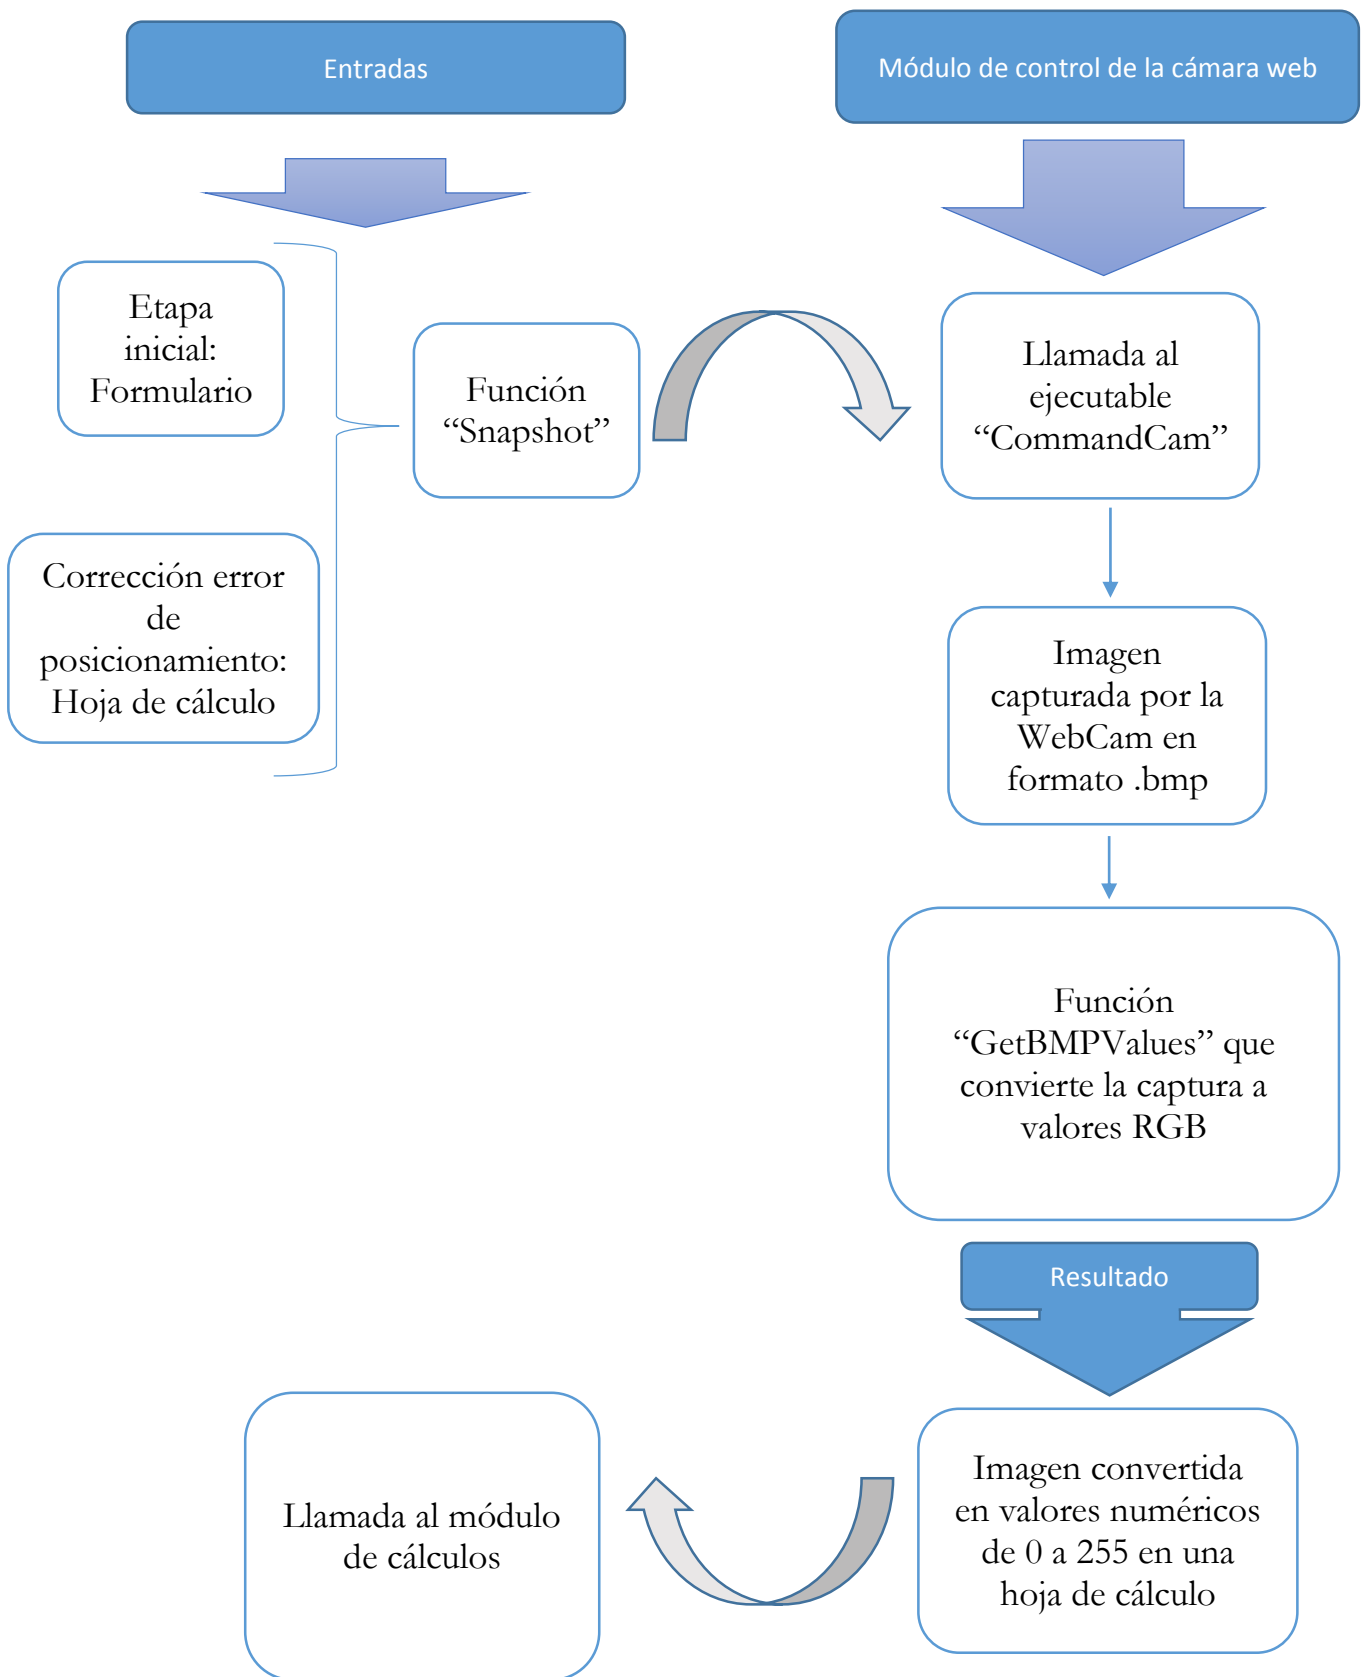 Entradas
Módulo de control de la cámara web
Etapa
inicial:
Formulario
Función
“Snapshot”
Corrección error
de
posicionamiento:
Hoja de cálculo
Llamada al
ejecutable
“CommandCam”
Imagen
capturada por la
WebCam en
formato .bmp
Función
“GetBMPValues” que
convierte la captura a
valores RGB
Resultado
Imagen convertida
en valores numéricos
de 0 a 255 en una
hoja de cálculo
Llamada al módulo
de cálculos